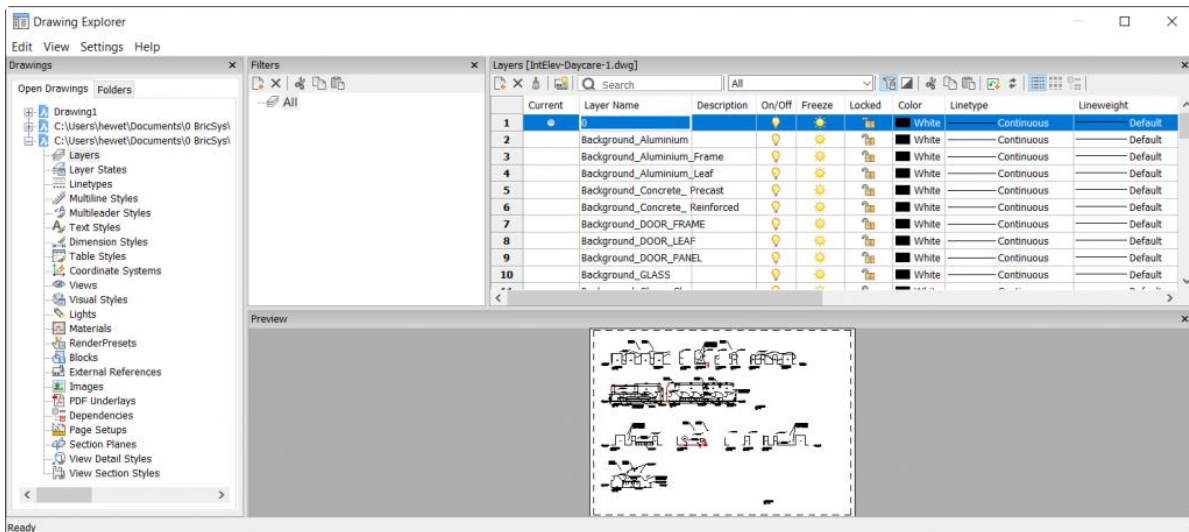 Drawing Explorer
Edit View Settings Help
Drawings
Open Drawings Folders
Drawing1
C:\Users\hewet\Documents\0 BricSys\
C:\Users\hewet\Documents\0 BricSys\
Layers
Layer States
Linetypes
Multiline Styles
Multileader Styles
Text Styles
Dimension Styles
Table Styles
Coordinate Systems
Views
Visual Styles
Lights
Materials
RenderPresets
Blocks
External References
Images
PDF Underlays
Dependencies
Page Setups
Section Planes
View Detail Styles
View Section Styles
Filters
All
Layers [IntElev-Daycare-1.dwg]
Search All
Current Layer Name Description On/Off Freeze Locked Color Linetype Lineweight
1 0 White Continuous Default
2 Background_Aluminium White Continuous Default
3 Background_Aluminium_Frame White Continuous Default
4 Background_Aluminium_Leaf White Continuous Default
5 Background_Concrete_ Precast White Continuous Default
6 Background_Concrete_ Reinforced White Continuous Default
7 Background_DOOR_FRAME White Continuous Default
8 Background_DOOR_LEAF White Continuous Default
9 Background_DOOR_PANEL White Continuous Default
10 Background_GLASS White Continuous Default
Preview
Ready